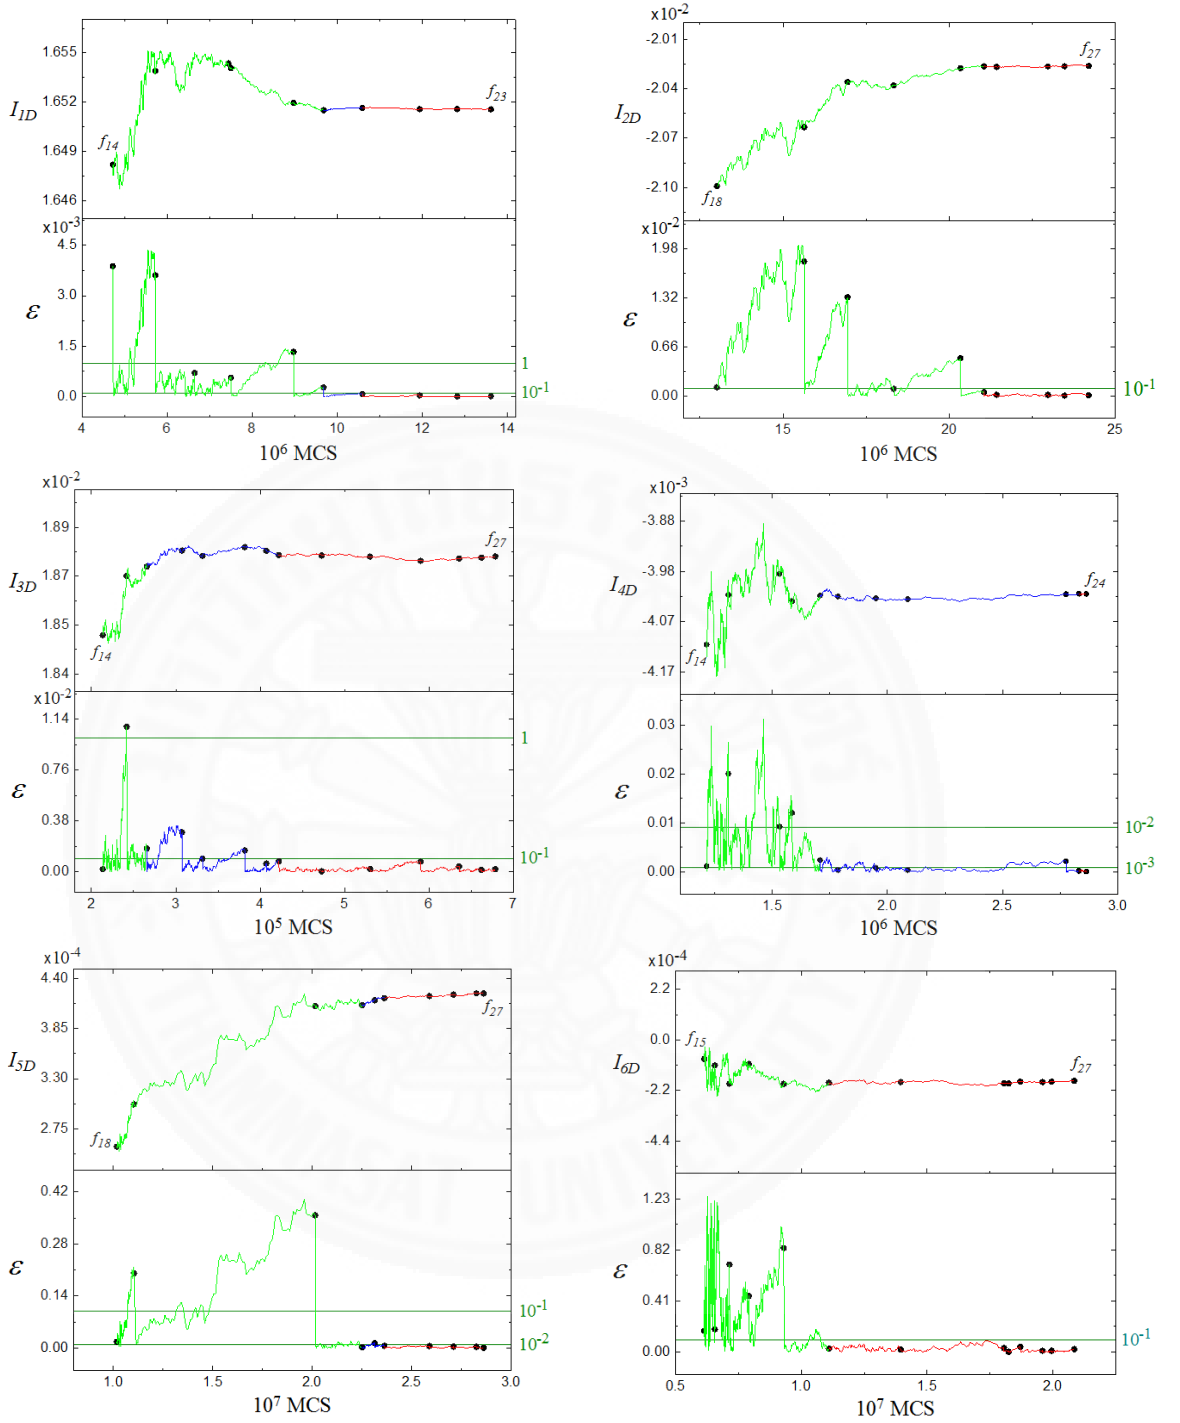 x10⁻²
1.655
1.652
1.649
1.646
I1D
f14
f23
x10⁻³
4.5
3.0
1.5
0.0
ε
1
10⁻¹
4 6 8 10 12 14
10⁶ MCS
-2.01
-2.04
-2.07
-2.10
I2D
f18
f27
x10⁻²
1.98
1.32
0.66
0.00
ε
10⁻¹
15 20 25
10⁶ MCS
x10⁻²
1.89
1.87
1.85
1.84
I3D
f14
f27
x10⁻²
1.14
0.76
0.38
0.00
ε
1
10⁻¹
2 3 4 5 6 7
10⁵ MCS
x10⁻³
-3.88
-3.98
-4.07
-4.17
I4D
f14
f24
0.03
0.02
0.01
0.00
ε
10⁻²
10⁻³
1.5 2.0 2.5 3.0
10⁶ MCS
x10⁻⁴
4.40
3.85
3.30
2.75
I5D
f18
f27
0.42
0.28
0.14
0.00
ε
10⁻¹
10⁻²
1.0 1.5 2.0 2.5 3.0
10⁷ MCS
x10⁻⁴
2.2
0.0
-2.2
-4.4
I6D
f15
f27
1.23
0.82
0.41
0.00
ε
10⁻¹
0.5 1.0 1.5 2.0
10⁷ MCS
THAMMASAT UNIVERSITY